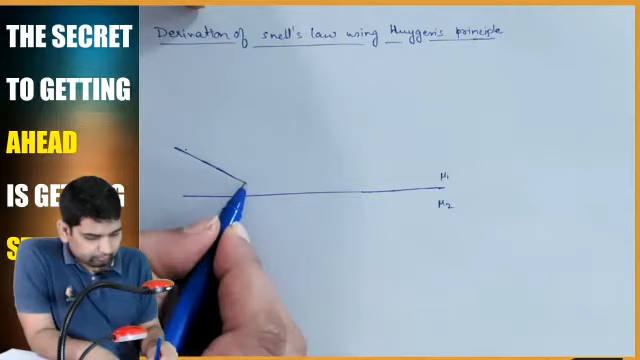 THE SECRET
TO GETTING
AHEAD
IS GE
Derivation of snell's law using Huygen's principle
μ1
μ2